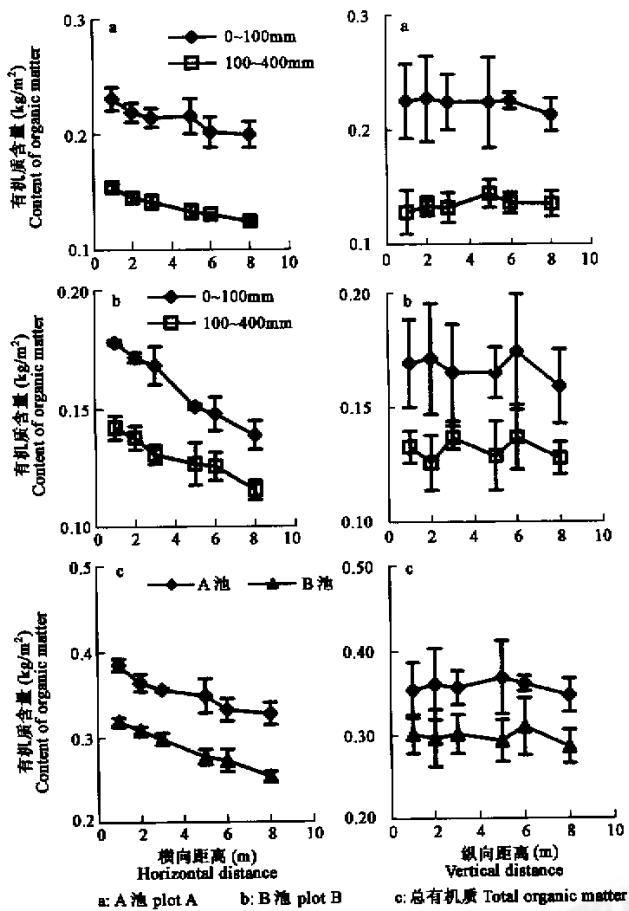 有机质含量 (kg/m²)
Content of organic matter
0.3
0.2
0.1
a
0~100mm
100~400mm
0 2 4 6 8 10
0.3
0.2
0.1
a
0 2 4 6 8 10
有机质含量 (kg/m²)
Content of organic matter
0.20
0.15
0.10
b
0~100mm
100~400mm
0 2 4 6 8 10
0.20
0.15
0.10
b
0 2 4 6 8 10
有机质含量 (kg/m²)
Content of organic matter
0.5
0.4
0.3
0.2
c
A 池 B 池
0 2 4 6 8 10
横向距离 (m)
Horizontal distance
0.50
0.40
0.30
0.20
c
0 2 4 6 8 10
纵向距离 (m)
Vertical distance
a: A 池 plot A b: B 池 plot B c: 总有机质 Total organic matter